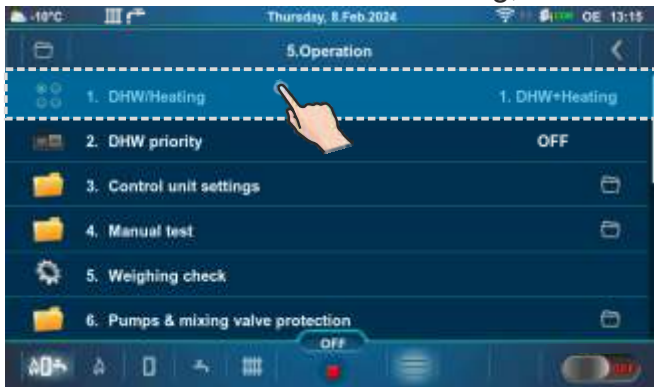 -10°C Thursday, 8.Feb.2024 OE 13:15
5.Operation
1. DHW/Heating 1. DHW+Heating
2. DHW priority OFF
3. Control unit settings
4. Manual test
5. Weighing check
6. Pumps & mixing valve protection
OFF
OFF